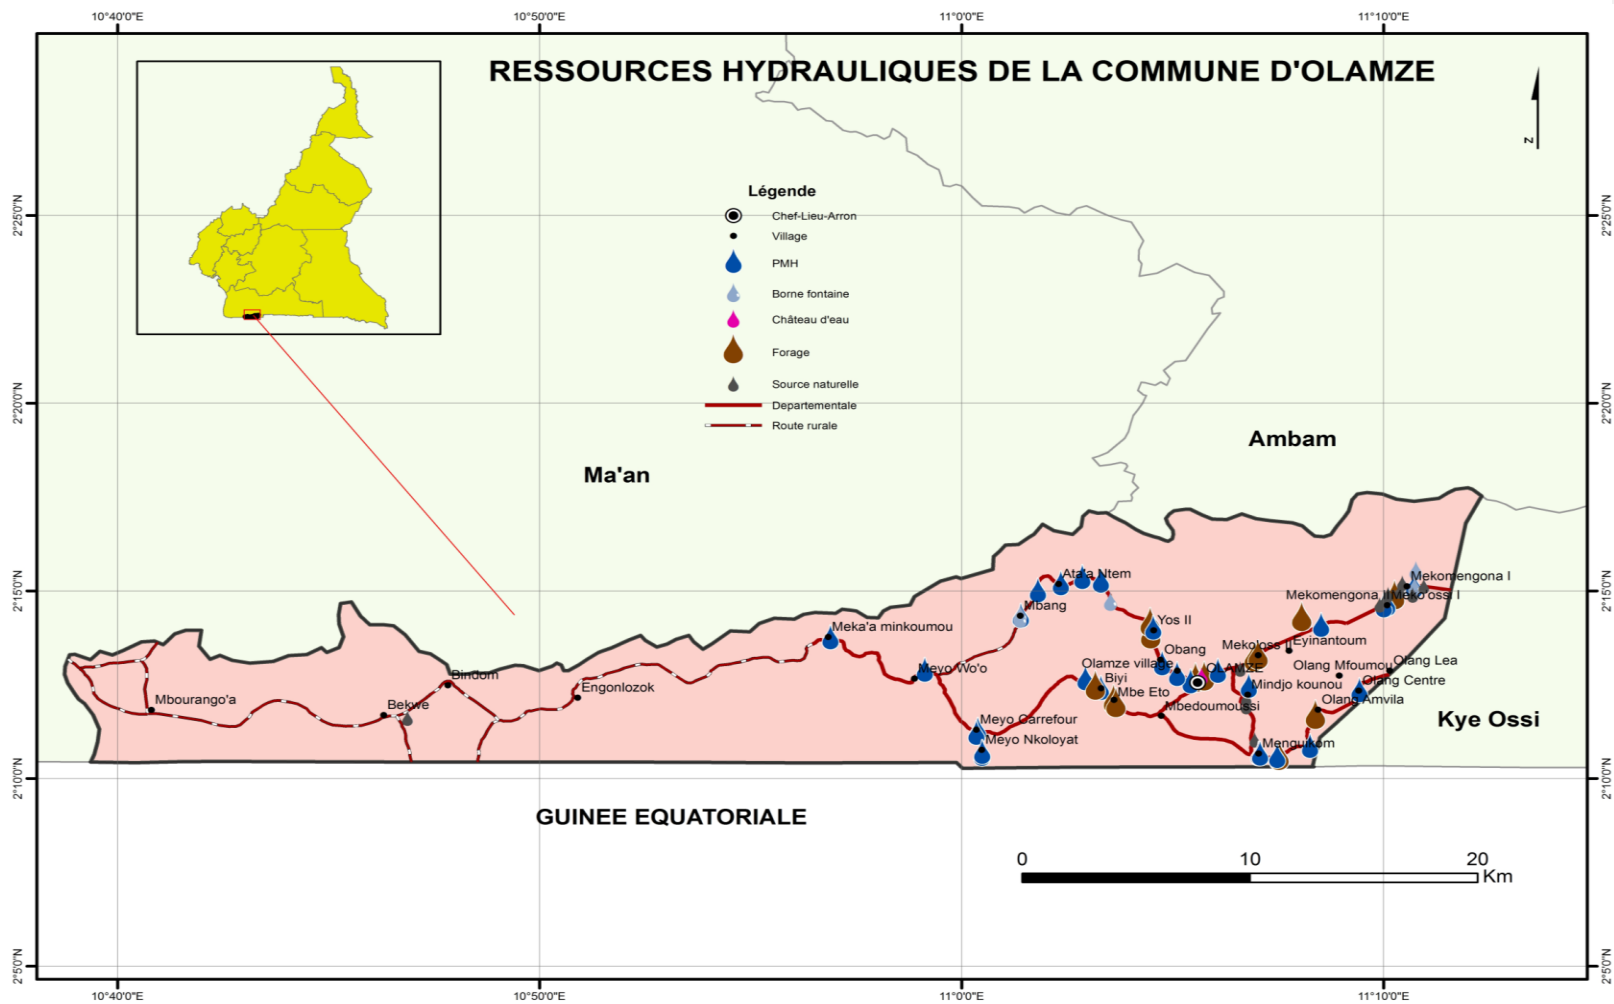 10°40'0"E
10°50'0"E
11°00'0"E
11°10'0"E
RESSOURCES HYDRAULIQUES DE LA COMMUNE D'OLAMZE
N
Légende
Chef-Lieu-Arron
Village
PMH
Borne fontaine
Château d'eau
Forage
Source naturelle
Departementale
Route rurale
2°25'0"N
2°25'0"N
2°20'0"N
2°20'0"N
Ambam
Ma'an
2°15'0"N
2°15'0"N
Ata'a Ntem
Mekomengona I
Mekomengona II
Meko'ossi I
Mbang
Yos II
Meka'a minkoumou
Mekoloss II
Eyinantoum
Obang
Olamze village
OLAMZE
Olang Mfoumou
Olang Lea
Meyo Wo'o
Bindom
Biyi
Mindjo kounou
Olang Centre
Engonlozok
Mbe Eto
Olang Amvila
Mbourango'a
Bekwe
Mbedoumoussi
Meyo Carrefour
Kye Ossi
Meyo Nkoloyat
Menguikom
2°10'0"N
2°10'0"N
GUINEE EQUATORIALE
0
10
20
Km
2°5'0"N
2°5'0"N
10°40'0"E
10°50'0"E
11°00'0"E
11°10'0"E